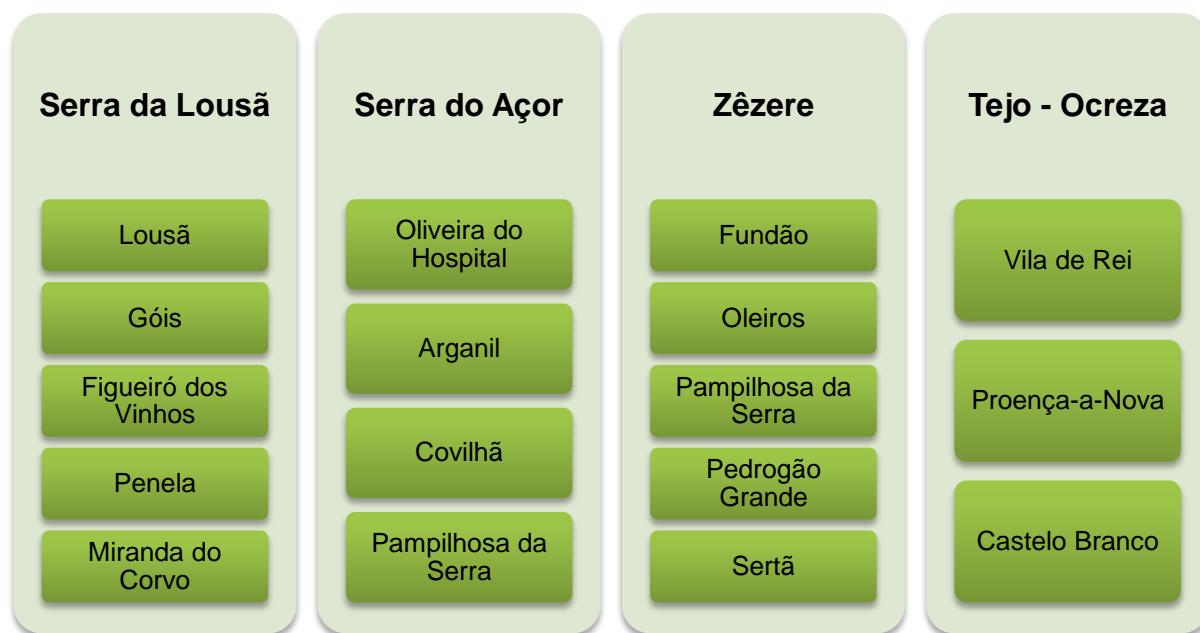 Serra da Lousã
Lousã
Góis
Figueiró dos
Vinhos
Penela
Miranda do
Corvo
Serra do Açor
Oliveira do
Hospital
Arganil
Covilhã
Pampilhosa da
Serra
Zêzere
Fundão
Oleiros
Pampilhosa da
Serra
Pedrogão
Grande
Sertã
Tejo - Ocreza
Vila de Rei
Proença-a-Nova
Castelo Branco